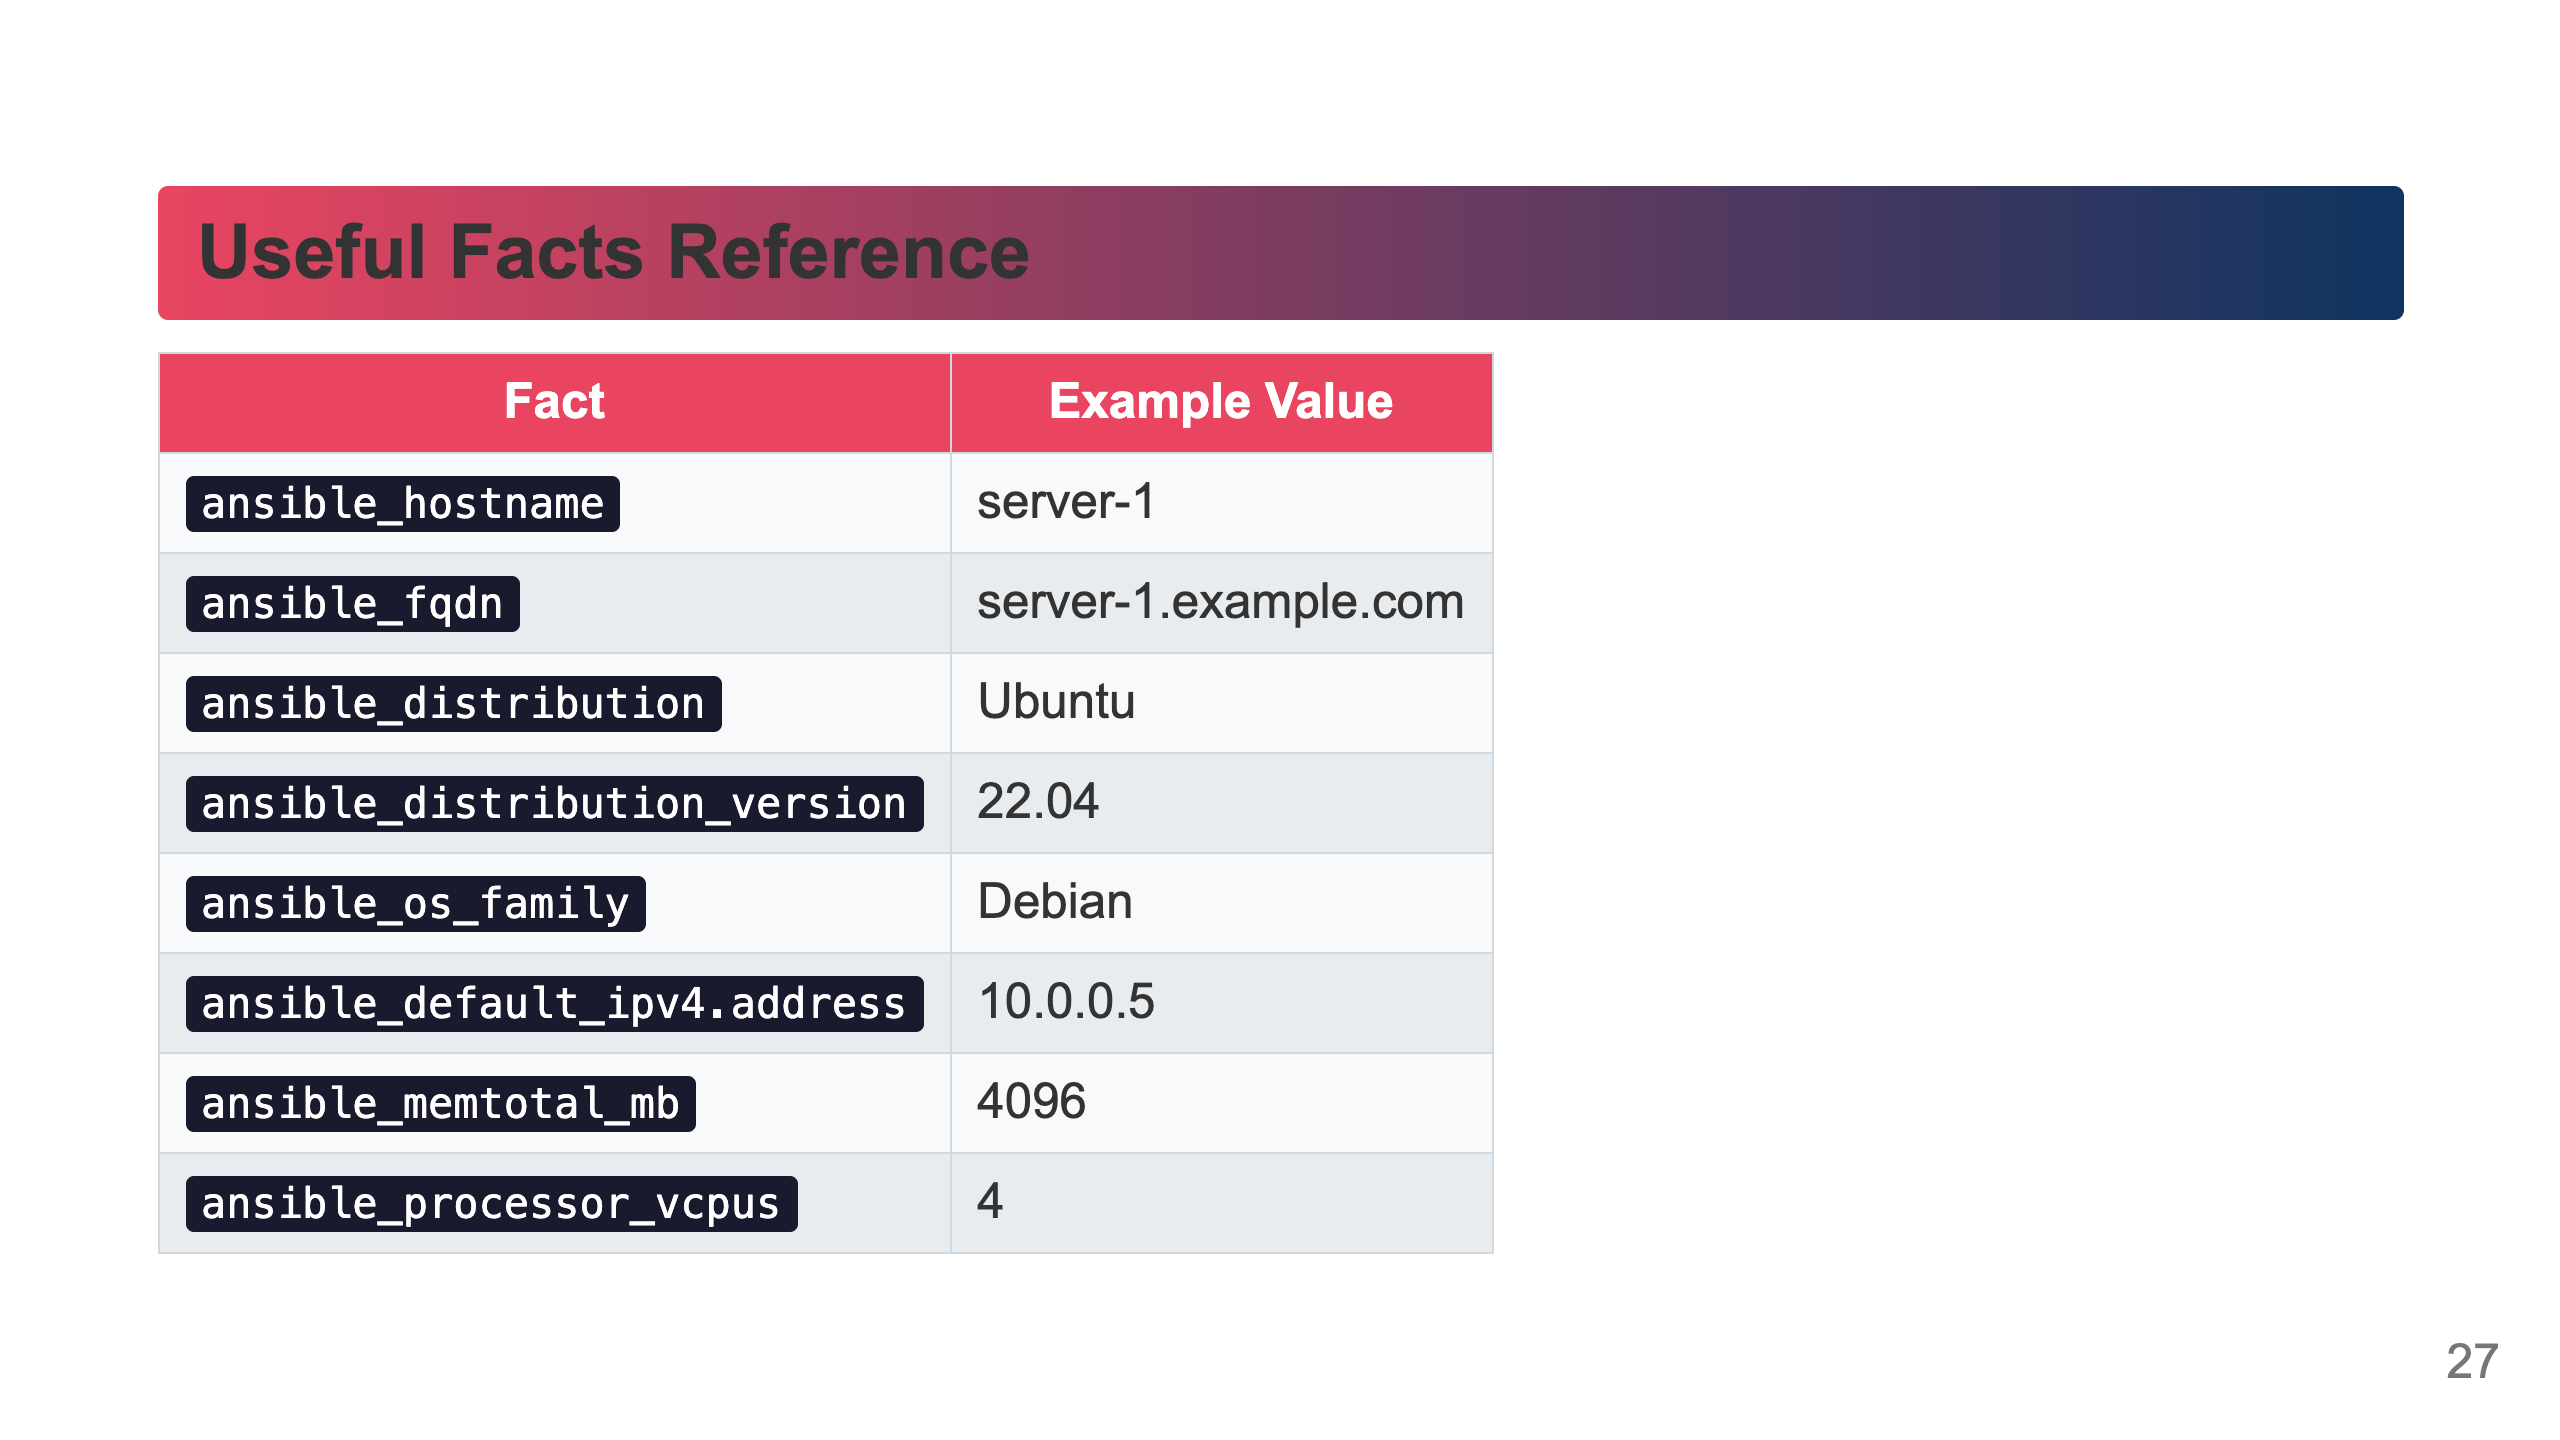 Useful Facts Reference
Fact Example Value
ansible_hostname server-1
ansible_fqdn server-1.example.com
ansible_distribution Ubuntu
ansible_distribution_version 22.04
ansible_os_family Debian
ansible_default_ipv4.address 10.0.0.5
ansible_memtotal_mb 4096
ansible_processor_vcpus 4
27